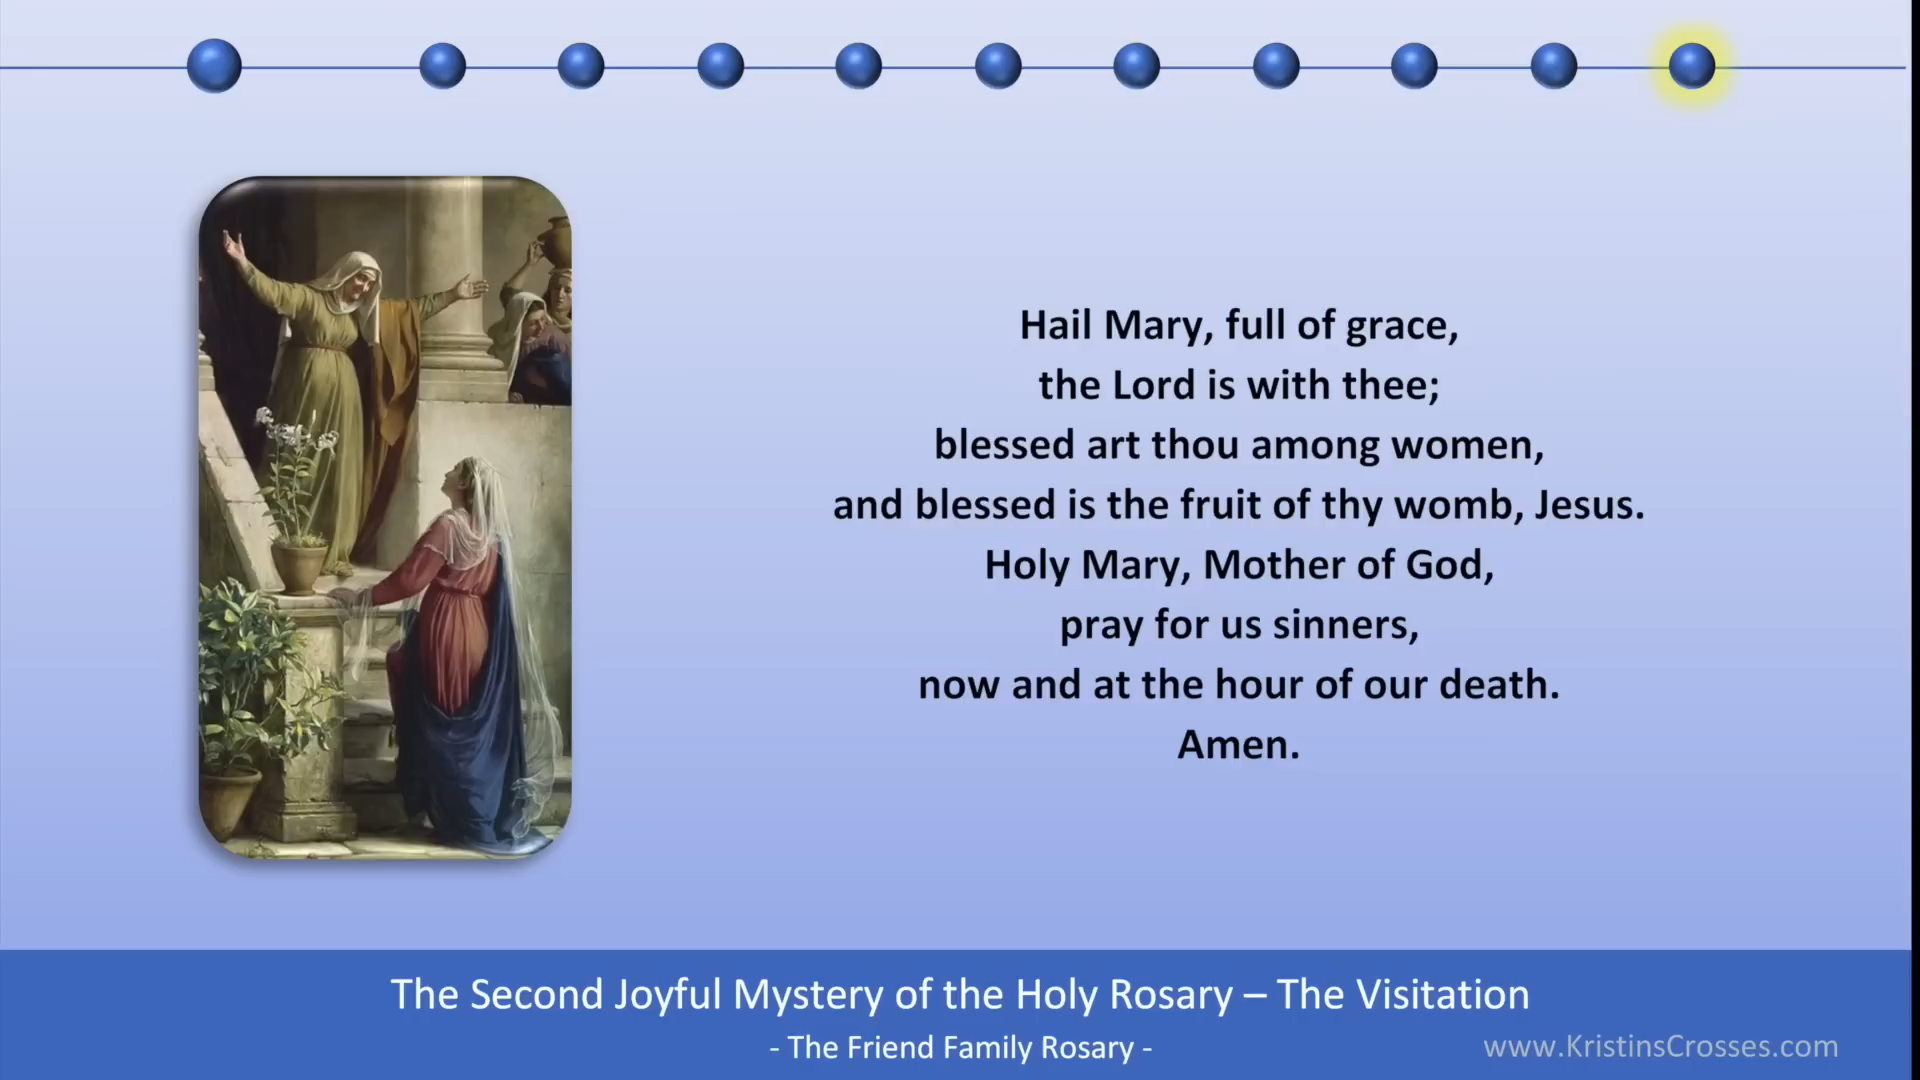 Hail Mary, full of grace,
the Lord is with thee;
blessed art thou among women,
and blessed is the fruit of thy womb, Jesus.
Holy Mary, Mother of God,
pray for us sinners,
now and at the hour of our death.
Amen.
The Second Joyful Mystery of the Holy Rosary – The Visitation
- The Friend Family Rosary -
www.KristinsCrosses.com